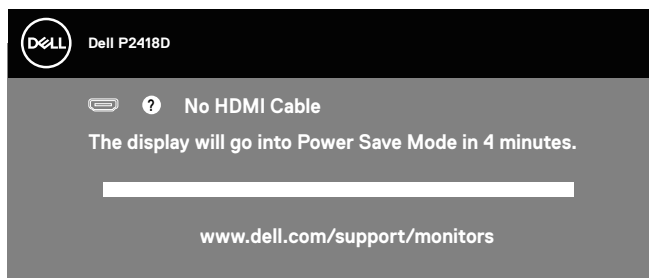 DELL Dell P2418D
? No HDMI Cable
The display will go into Power Save Mode in 4 minutes.
www.dell.com/support/monitors